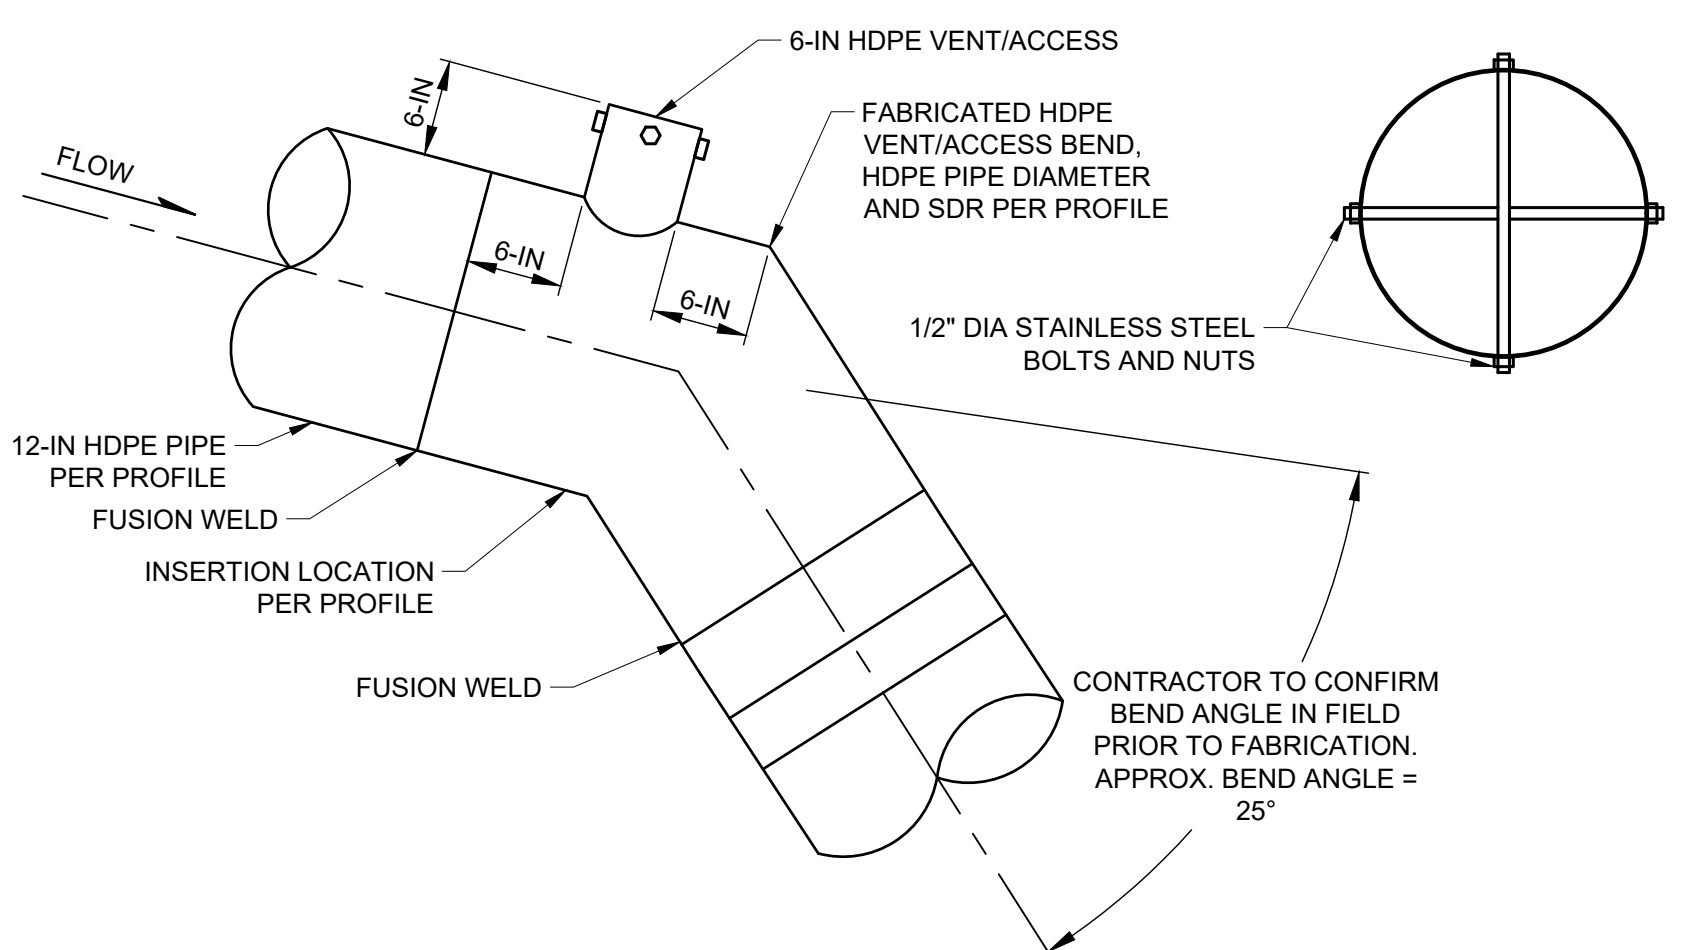 6-IN HDPE VENT/ACCESS
6-IN
FABRICATED HDPE
VENT/ACCESS BEND,
HDPE PIPE DIAMETER
AND SDR PER PROFILE
FLOW
6-IN
6-IN
1/2" DIA STAINLESS STEEL
BOLTS AND NUTS
12-IN HDPE PIPE
PER PROFILE
FUSION WELD
INSERTION LOCATION
PER PROFILE
FUSION WELD
CONTRACTOR TO CONFIRM
BEND ANGLE IN FIELD
PRIOR TO FABRICATION.
APPROX. BEND ANGLE =
25°